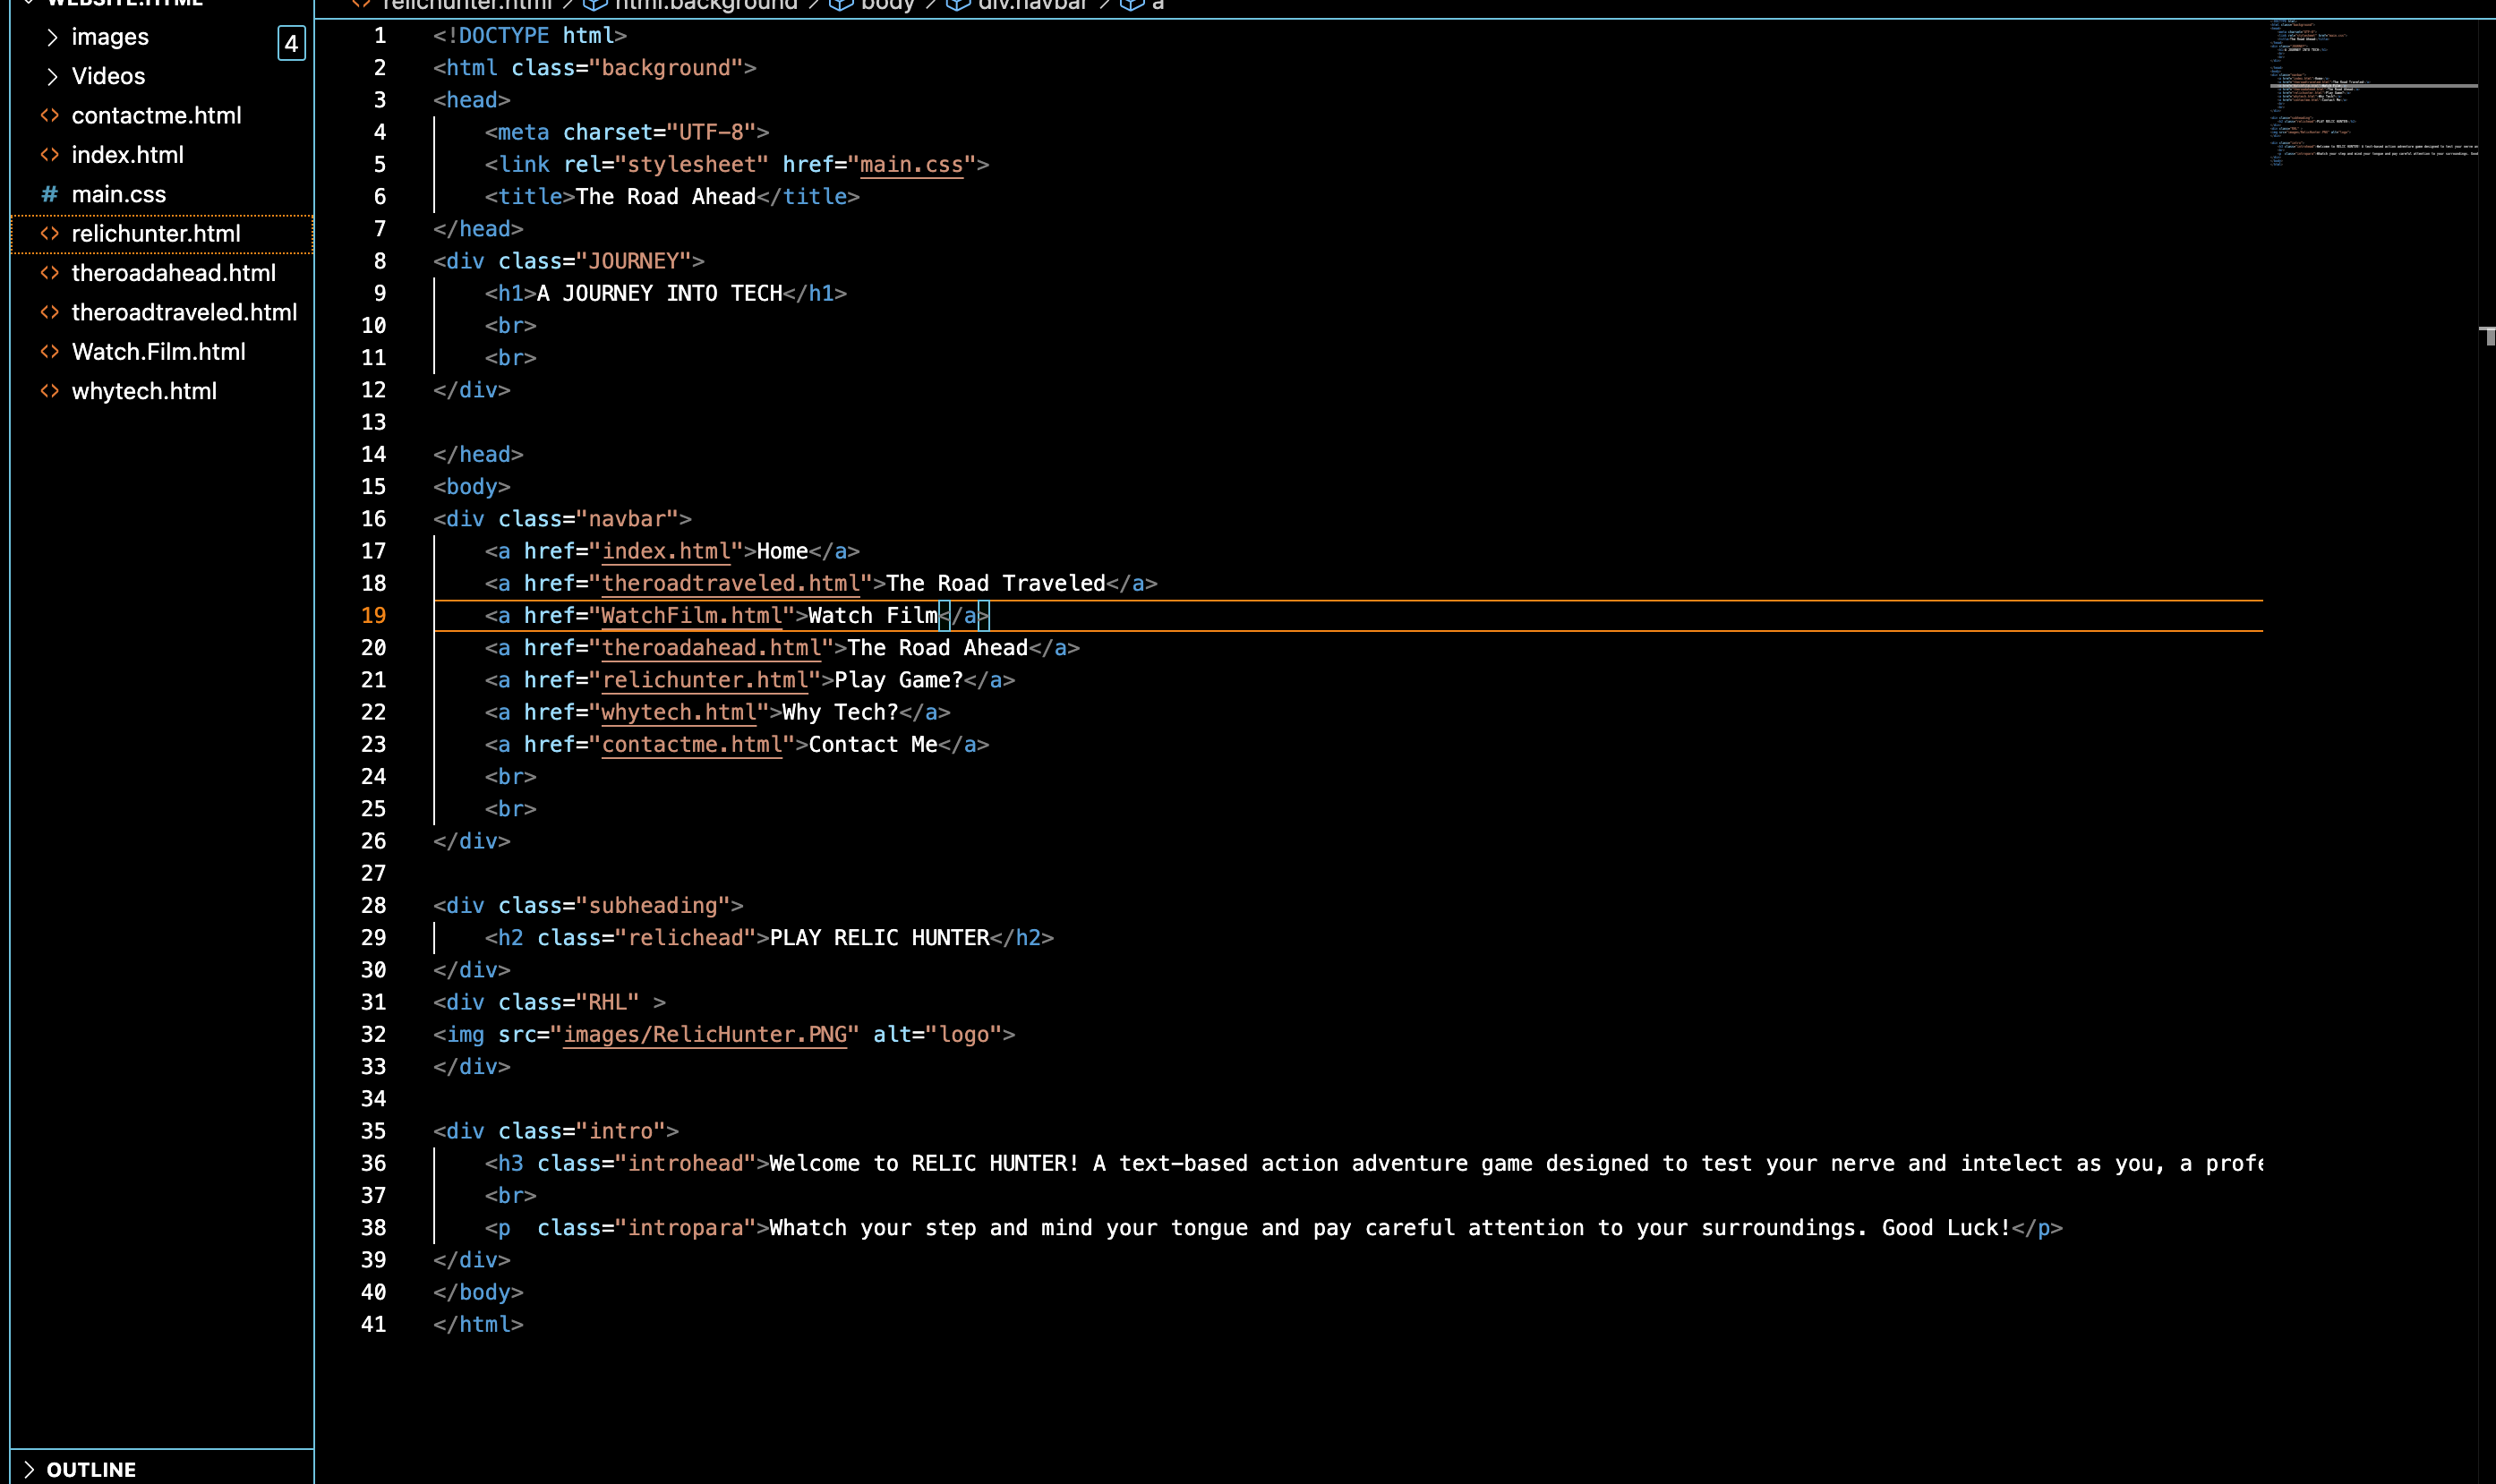 WEBSITE.HTML
images
4
Videos
contactme.html
index.html
# main.css
relichunter.html
theroadahead.html
theroadtraveled.html
Watch.Film.html
whytech.html
OUTLINE
relichunter.html > html.background > body > div.navbar > a
1 <!DOCTYPE html>
2 <html class="background">
3 <head>
4     <meta charset="UTF-8">
5     <link rel="stylesheet" href="main.css">
6     <title>The Road Ahead</title>
7 </head>
8 <div class="JOURNEY">
9     <h1>A JOURNEY INTO TECH</h1>
10     <br>
11     <br>
12 </div>
13
14 </head>
15 <body>
16 <div class="navbar">
17     <a href="index.html">Home</a>
18     <a href="theroadtraveled.html">The Road Traveled</a>
19     <a href="WatchFilm.html">Watch Film</a>
20     <a href="theroadahead.html">The Road Ahead</a>
21     <a href="relichunter.html">Play Game?</a>
22     <a href="whytech.html">Why Tech?</a>
23     <a href="contactme.html">Contact Me</a>
24     <br>
25     <br>
26 </div>
27
28 <div class="subheading">
29     <h2 class="relichead">PLAY RELIC HUNTER</h2>
30 </div>
31 <div class="RHL" >
32 <img src="images/RelicHunter.PNG" alt="logo">
33 </div>
34
35 <div class="intro">
36     <h3 class="introhead">Welcome to RELIC HUNTER! A text-based action adventure game designed to test your nerve and intelect as you, a profe
37     <br>
38     <p  class="intropara">Whatch your step and mind your tongue and pay careful attention to your surroundings. Good Luck!</p>
39 </div>
40 </body>
41 </html>